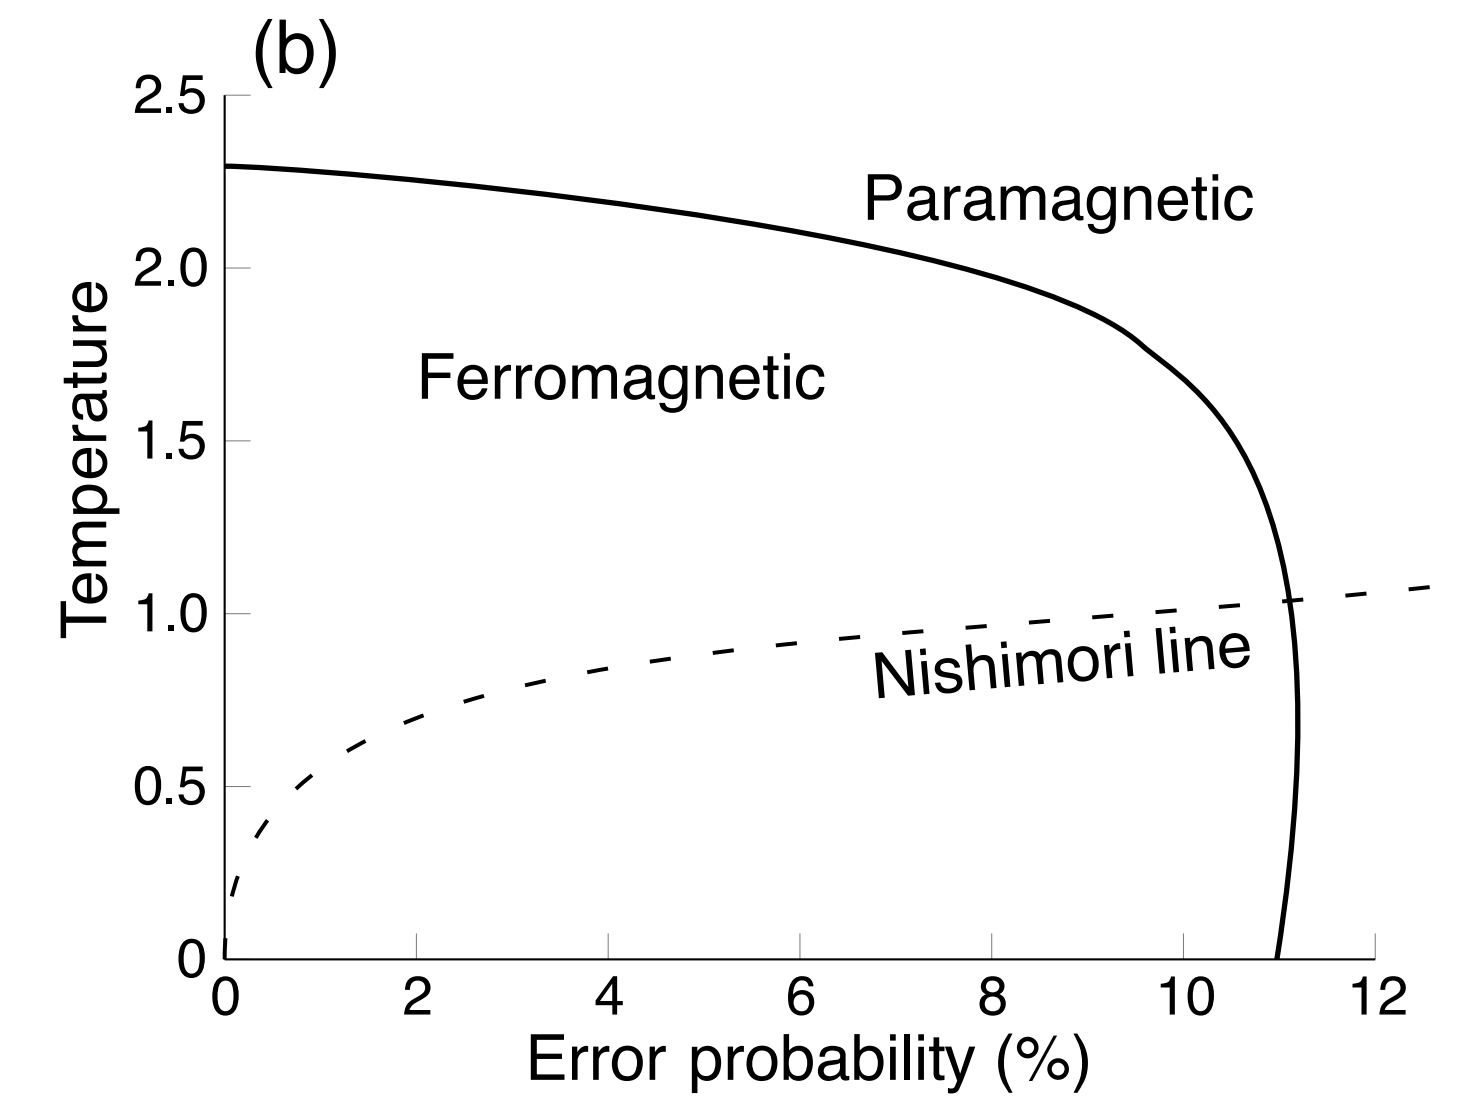 (b)
2.5
2.0
1.5
1.0
0.5
0
Temperature
Paramagnetic
Ferromagnetic
Nishimori line
0 2 4 6 8 10 12
Error probability (%)